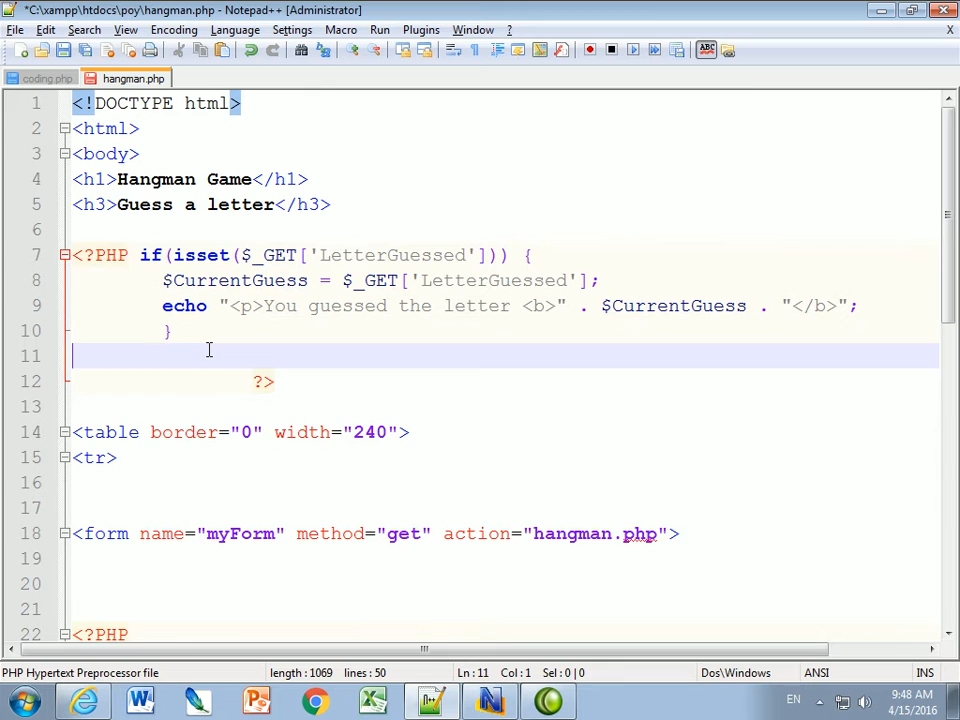 *C:\xampp\htdocs\poy\hangman.php - Notepad++ [Administrator]
File Edit Search View Encoding Language Settings Macro Run Plugins Window ? X
coding.php hangman.php
1 <!DOCTYPE html>
2 <html>
3 <body>
4 <h1>Hangman Game</h1>
5 <h3>Guess a letter</h3>
6
7 <?PHP if(isset($_GET['LetterGuessed'])) {
8 $CurrentGuess = $_GET['LetterGuessed'];
9 echo "<p>You guessed the letter <b>" . $CurrentGuess . "</b>";
10 }
11
12 ?>
13
14 <table border="0" width="240">
15 <tr>
16
17
18 <form name="myForm" method="get" action="hangman.php">
19
20
21
22 <?PHP
PHP Hypertext Preprocessor file length : 1069 lines : 50 Ln : 11 Col : 1 Sel : 0 | 0 Dos\Windows ANSI INS
EN 9:48 AM
4/15/2016